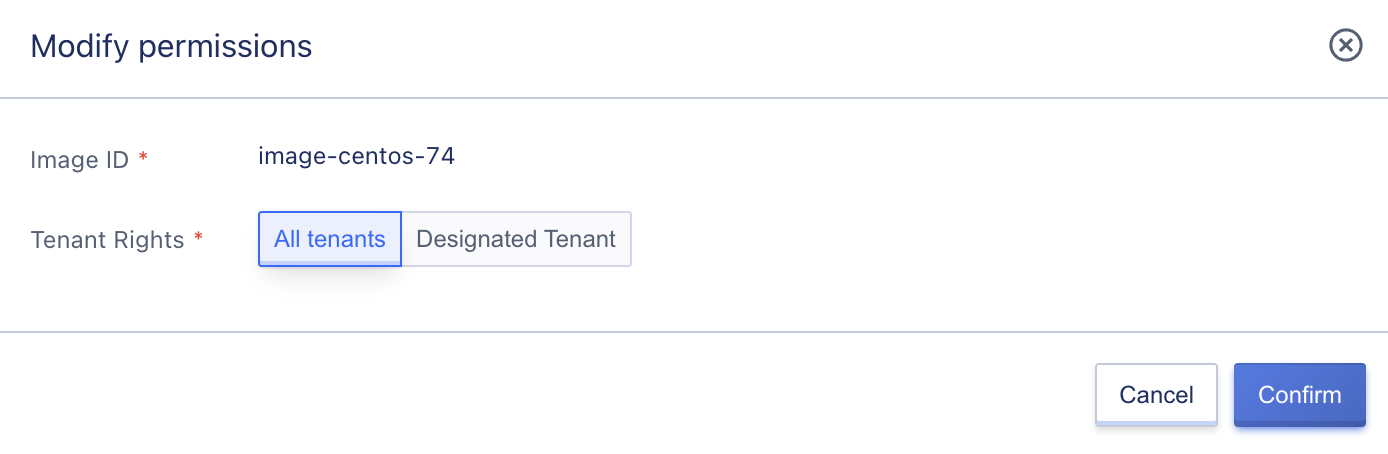 Modify permissions
Image ID * image-centos-74
Tenant Rights * All tenants Designated Tenant
Cancel Confirm